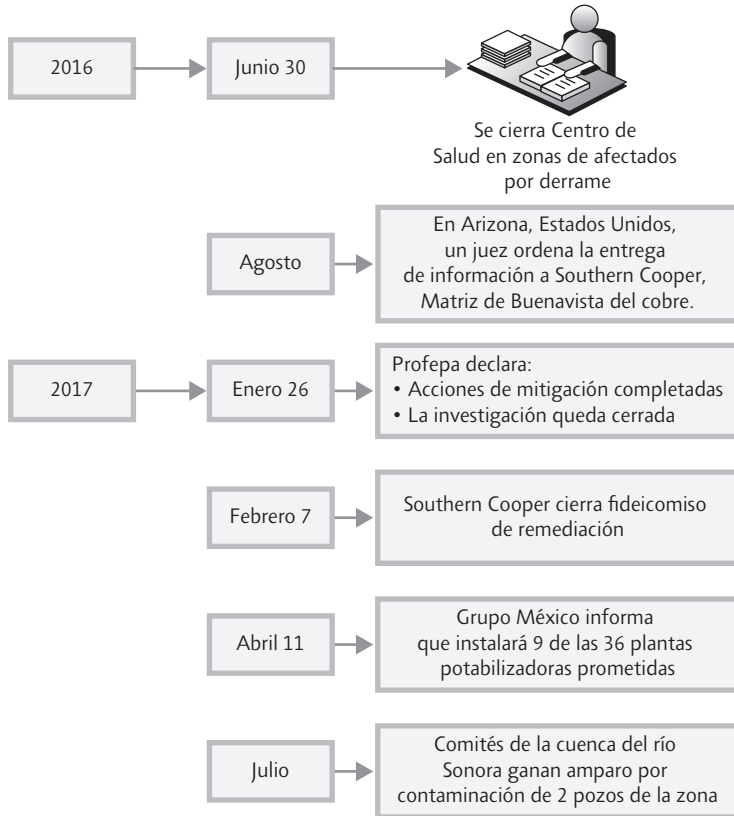 2016
Junio 30
Se cierra Centro de
Salud en zonas de afectados
por derrame
Agosto
En Arizona, Estados Unidos,
un juez ordena la entrega
de información a Southern Cooper,
Matriz de Buenavista del cobre.
2017
Enero 26
Profepa declara:
• Acciones de mitigación completadas
• La investigación queda cerrada
Febrero 7
Southern Cooper cierra fideicomiso
de remediación
Abril 11
Grupo México informa
que instalará 9 de las 36 plantas
potabilizadoras prometidas
Julio
Comités de la cuenca del río
Sonora ganan amparo por
contaminación de 2 pozos de la zona